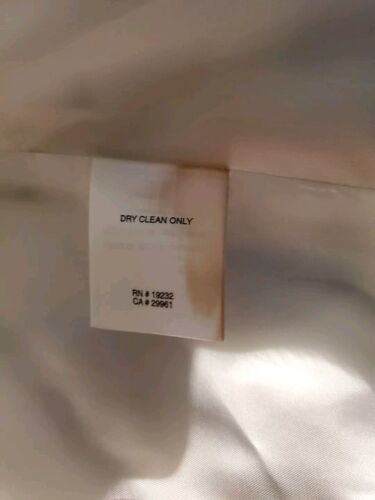 DRY CLEAN ONLY
RN # 19232
CA # 29961